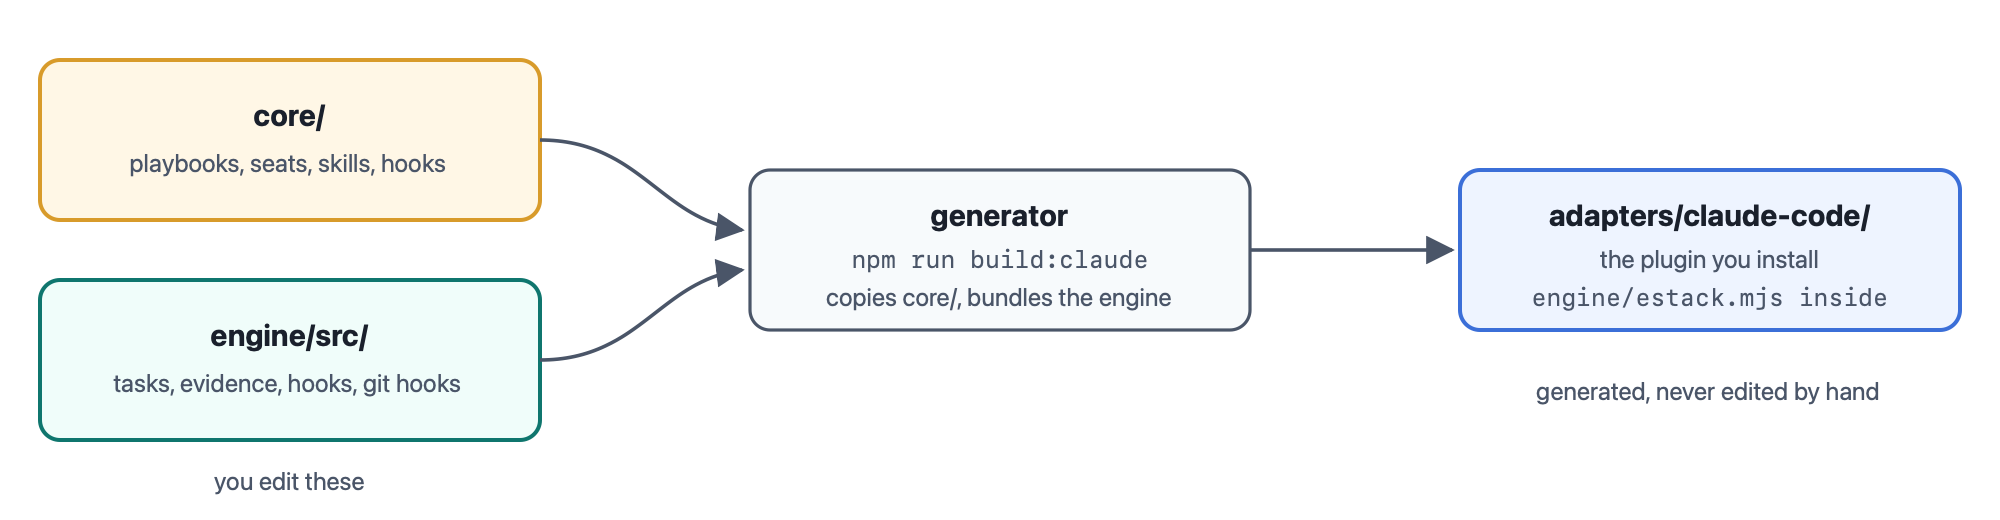 core/
playbooks, seats, skills, hooks
engine/src/
tasks, evidence, hooks, git hooks
you edit these
generator
npm run build:claude
copies core/, bundles the engine
adapters/claude-code/
the plugin you install
engine/estack.mjs inside
generated, never edited by hand